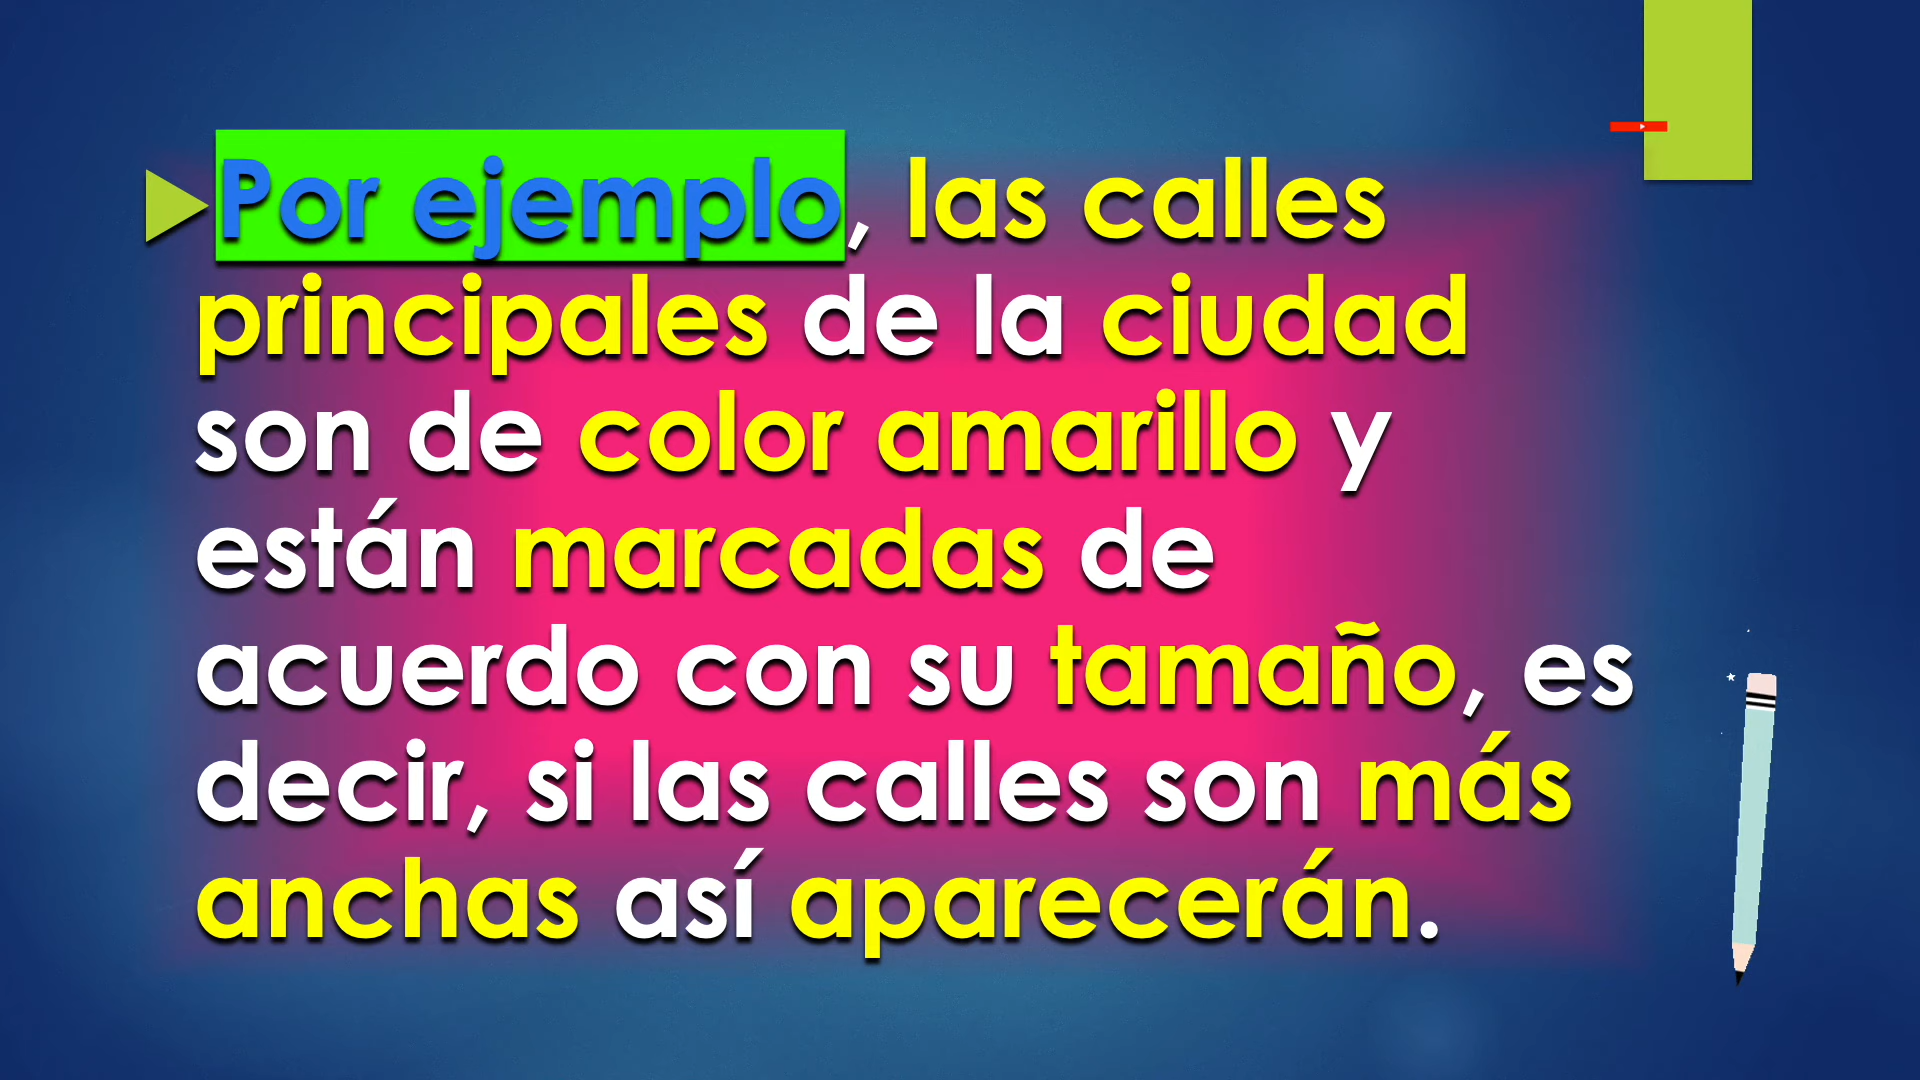 Por ejemplo, las calles
principales de la ciudad
son de color amarillo y
están marcadas de
acuerdo con su tamaño, es
decir, si las calles son más
anchas así aparecerán.